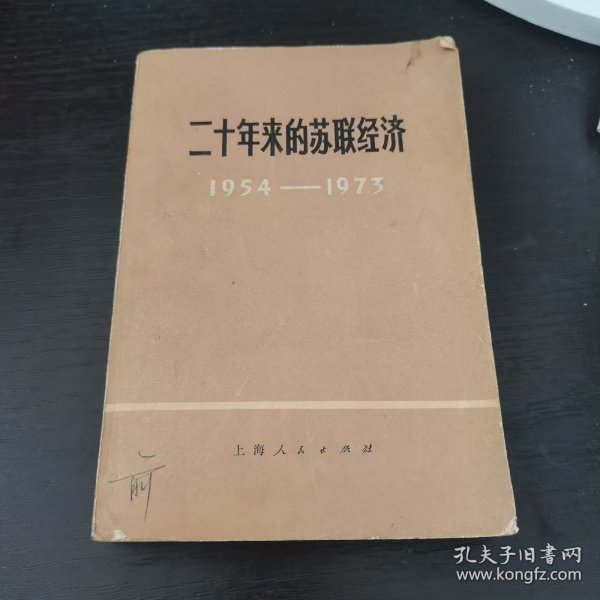 二十年来的苏联经济
1954——1973
上海人民出版社
孔夫子旧书网
www.kongfz.com